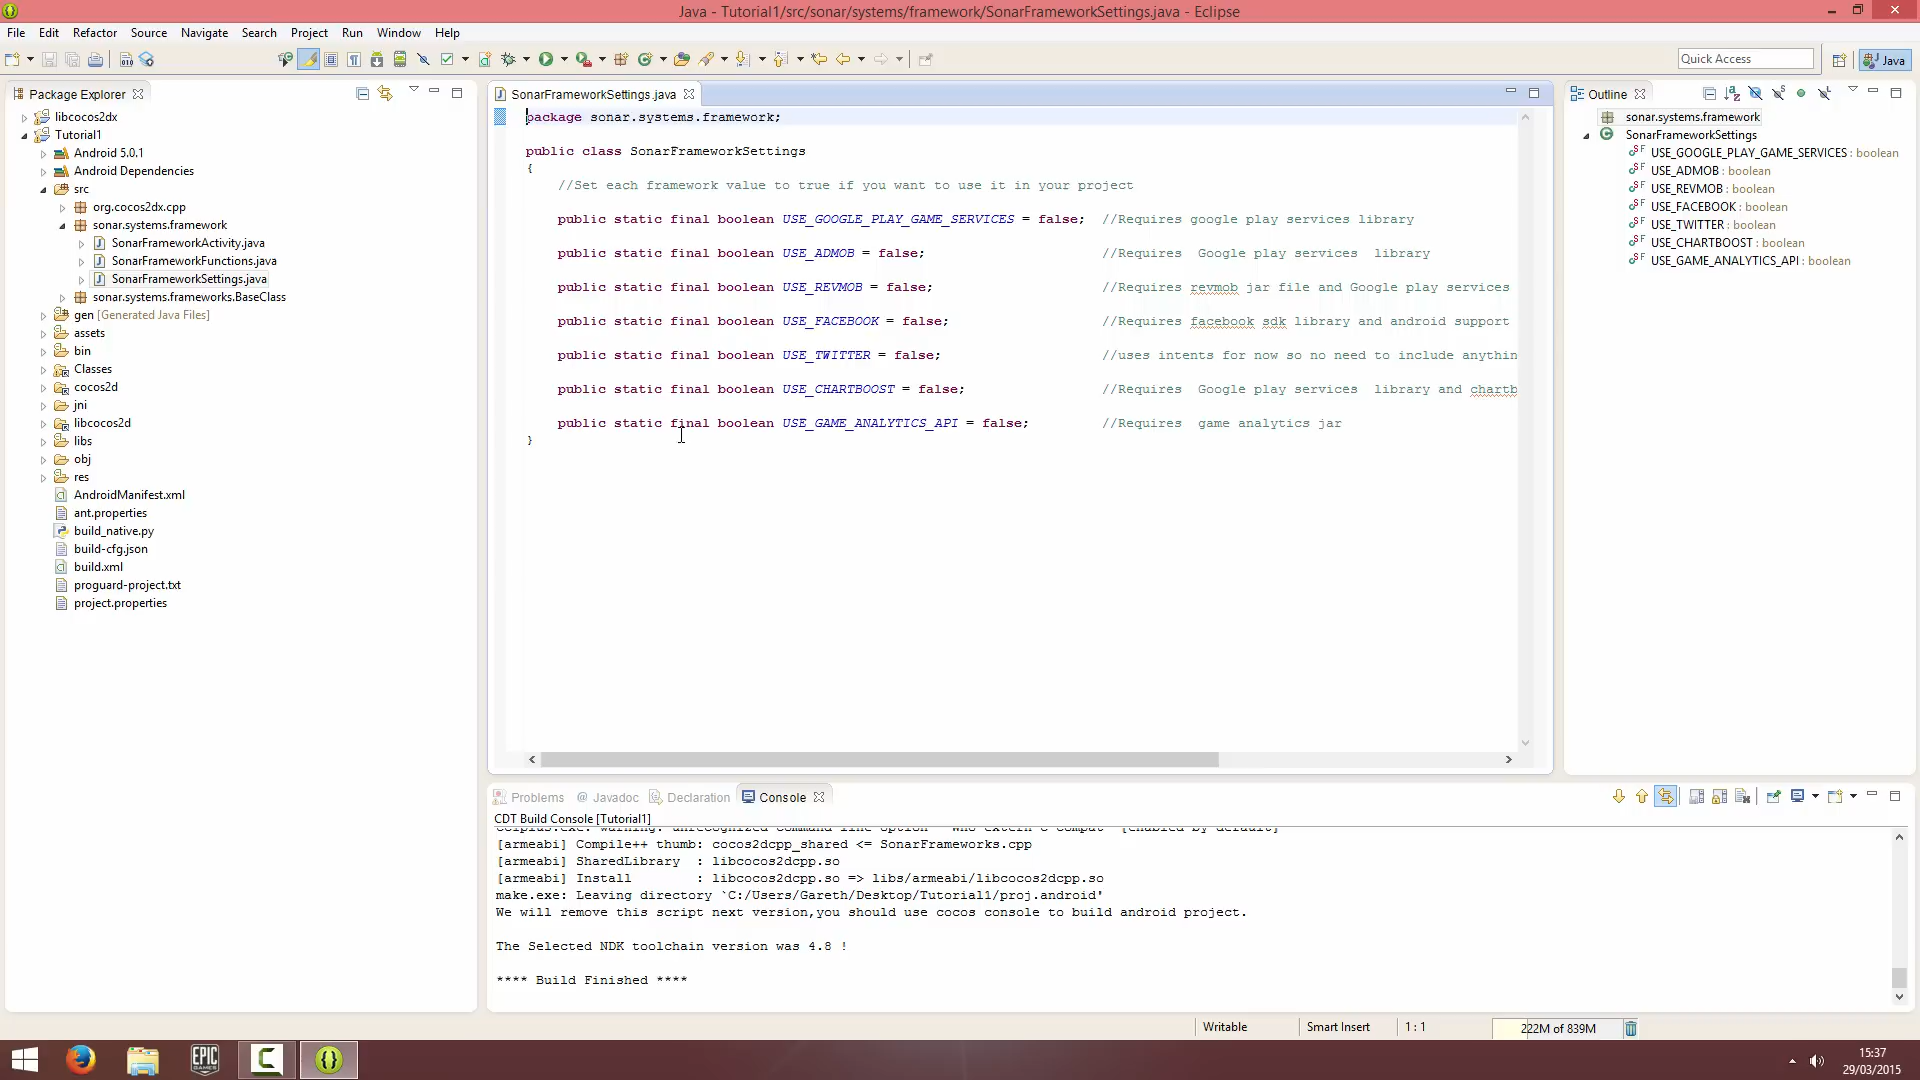 Java - Tutorial1/src/sonar/systems/framework/SonarFrameworkSettings.java - Eclipse
File Edit Refactor Source Navigate Search Project Run Window Help
Quick Access
Java
Package Explorer
libcocos2dx
Tutorial1
Android 5.0.1
Android Dependencies
src
org.cocos2dx.cpp
sonar.systems.framework
SonarFrameworkActivity.java
SonarFrameworkFunctions.java
SonarFrameworkSettings.java
sonar.systems.frameworks.BaseClass
gen [Generated Java Files]
assets
bin
Classes
cocos2d
jni
libcocos2d
libs
obj
res
AndroidManifest.xml
ant.properties
build_native.py
build-cfg.json
build.xml
proguard-project.txt
project.properties
SonarFrameworkSettings.java
package sonar.systems.framework;
public class SonarFrameworkSettings
{
//Set each framework value to true if you want to use it in your project
public static final boolean USE_GOOGLE_PLAY_GAME_SERVICES = false; //Requires google play services library
public static final boolean USE_ADMOB = false; //Requires  Google play services  library
public static final boolean USE_REVMOB = false; //Requires revmob jar file and Google play services
public static final boolean USE_FACEBOOK = false; //Requires facebook sdk library and android support
public static final boolean USE_TWITTER = false; //uses intents for now so no need to include anythin
public static final boolean USE_CHARTBOOST = false; //Requires  Google play services  library and chartb
public static final boolean USE_GAME_ANALYTICS_API = false; //Requires  game analytics jar
}
Outline
sonar.systems.framework
SonarFrameworkSettings
USE_GOOGLE_PLAY_GAME_SERVICES : boolean
USE_ADMOB : boolean
USE_REVMOB : boolean
USE_FACEBOOK : boolean
USE_TWITTER : boolean
USE_CHARTBOOST : boolean
USE_GAME_ANALYTICS_API : boolean
Problems @ Javadoc Declaration Console
CDT Build Console [Tutorial1]
[armeabi] Compile++ thumb: cocos2dcpp_shared <= SonarFrameworks.cpp
[armeabi] SharedLibrary  : libcocos2dcpp.so
[armeabi] Install        : libcocos2dcpp.so => libs/armeabi/libcocos2dcpp.so
make.exe: Leaving directory `C:/Users/Gareth/Desktop/Tutorial1/proj.android'
We will remove this script next version,you should use cocos console to build android project.
The Selected NDK toolchain version was 4.8 !
**** Build Finished ****
Writable Smart Insert 1 : 1 222M of 839M
EPIC GAMES
15:37
29/03/2015